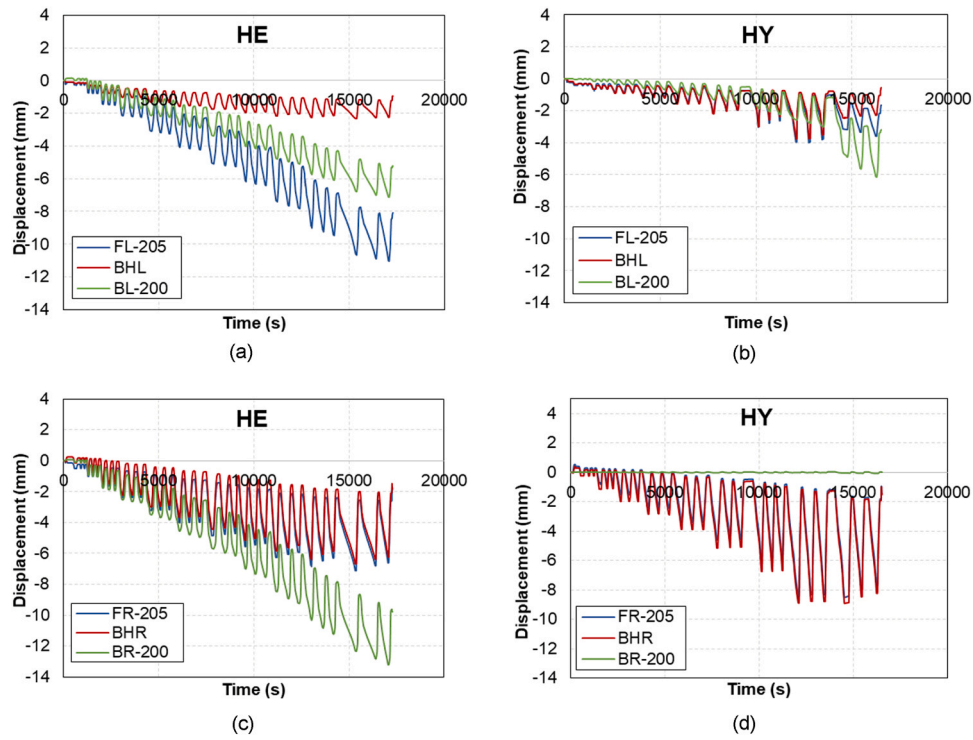 HE
4
2
0
-2
-4
-6
-8
-10
-12
-14
0
5000
10000
15000
20000
Displacement (mm)
FL-205
BHL
BL-200
Time (s)
(a)
HY
4
2
0
-2
-4
-6
-8
-10
-12
-14
0
5000
10000
15000
20000
Displacement (mm)
FL-205
BHL
BL-200
Time (s)
(b)
HE
4
2
0
-2
-4
-6
-8
-10
-12
-14
0
5000
10000
15000
20000
Displacement (mm)
FR-205
BHR
BR-200
Time (s)
(c)
HY
4
2
0
-2
-4
-6
-8
-10
-12
-14
0
5000
10000
15000
20000
Displacement (mm)
FR-205
BHR
BR-200
Time (s)
(d)